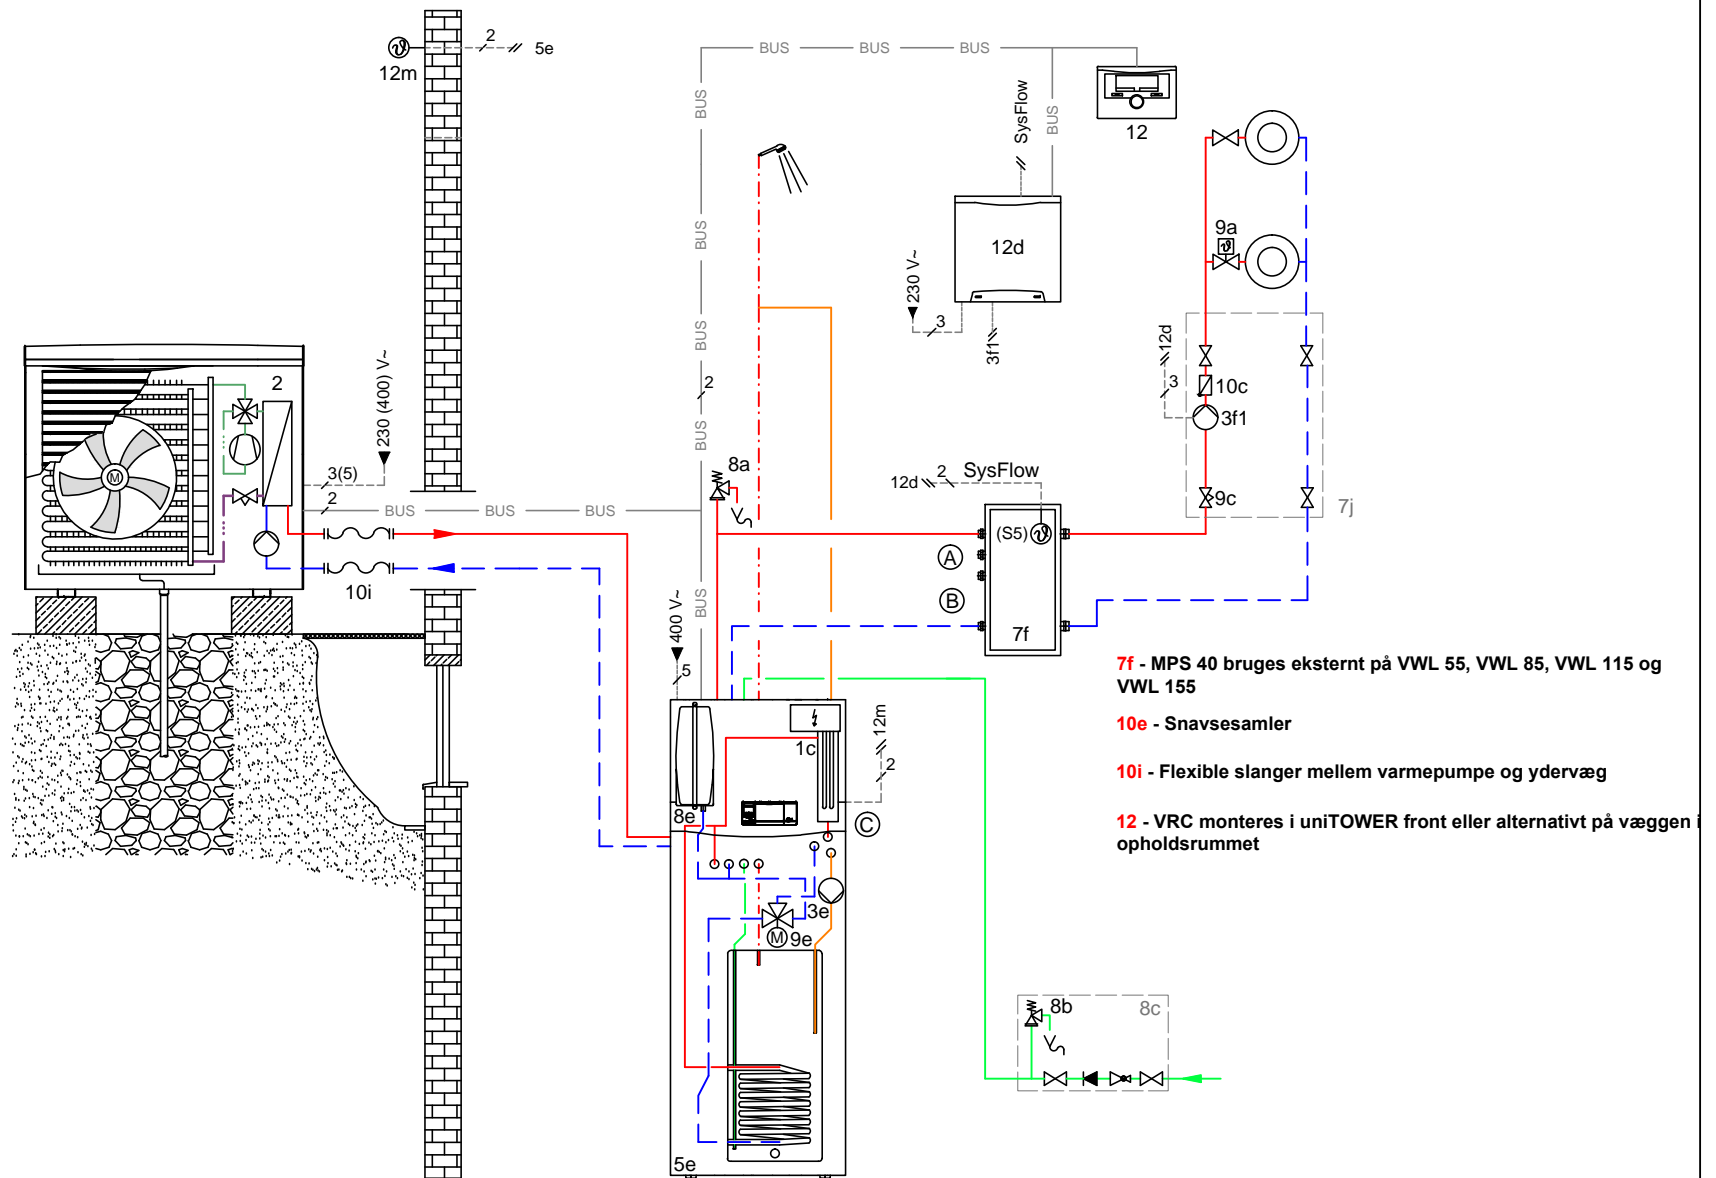 2
5e
12m
BUS
BUS
BUS
BUS
SysFlow
BUS
12
9a
12d
230 V~
3
3f1
BUS
BUS
2
BUS
2
230 (400) V~
3(5)
2
BUS
BUS
BUS
M
10i
12d
3
10c
3f1
9c
7j
8a
12d
2
SysFlow
(S5)
A
B
7f
400 V~
5
BUS
7f - MPS 40 bruges eksternt på VWL 55, VWL 85, VWL 115 og
VWL 155
10e - Snavsesamler
10i - Flexible slanger mellem varmepumpe og ydervæg
12 - VRC monteres i uniTOWER front eller alternativt på væggen i
opholdsrummet
1c
12m
2
8e
C
3e
M
9e
5e
8b
8c